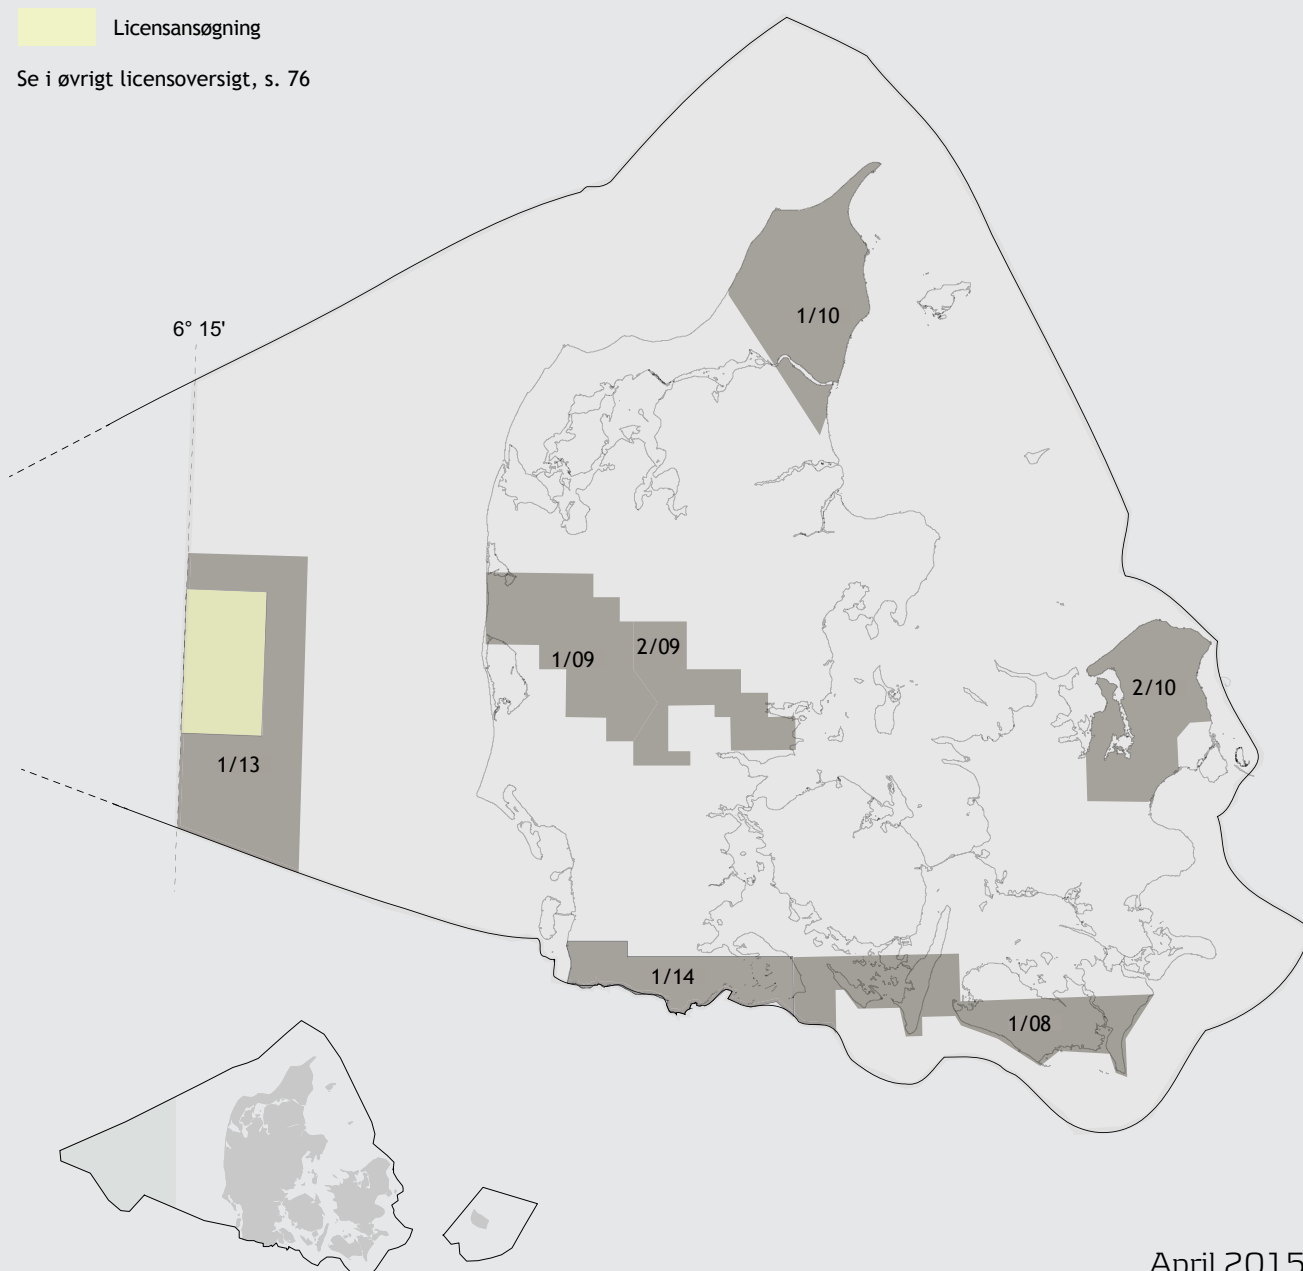 Licensansøgning
Se i øvrigt licensoversigt, s. 76
6° 15'
1/10
1/09
2/09
2/10
1/13
1/14
1/08
April 2015